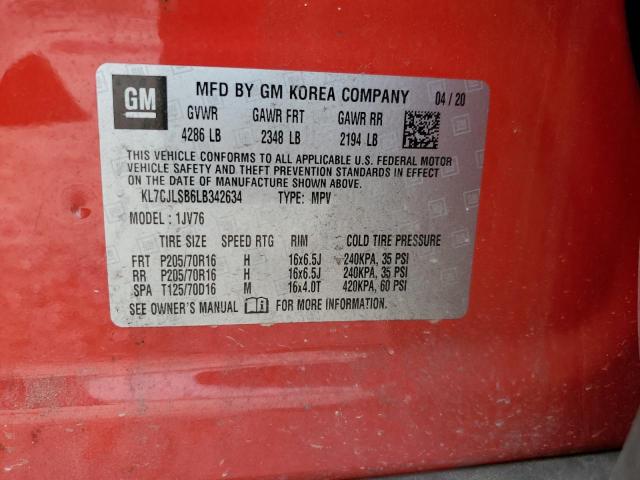 GM MFD BY GM KOREA COMPANY 04/20
GVWR GAWR FRT GAWR RR
4286 LB 2348 LB 2194 LB
THIS VEHICLE CONFORMS TO ALL APPLICABLE U.S. FEDERAL MOTOR
VEHICLE SAFETY AND THEFT PREVENTION STANDARDS IN EFFECT
ON THE DATE OF MANUFACTURE SHOWN ABOVE.
KL7CJLSB6LB342634 TYPE: MPV
MODEL: 1JV76
TIRE SIZE SPEED RTG RIM COLD TIRE PRESSURE
FRT P205/70R16 H 16x6.5J 240KPA, 35 PSI
RR P205/70R16 H 16x6.5J 240KPA, 35 PSI
SPA T125/70D16 M 16x4.0T 420KPA, 60 PSI
SEE OWNER'S MANUAL FOR MORE INFORMATION.